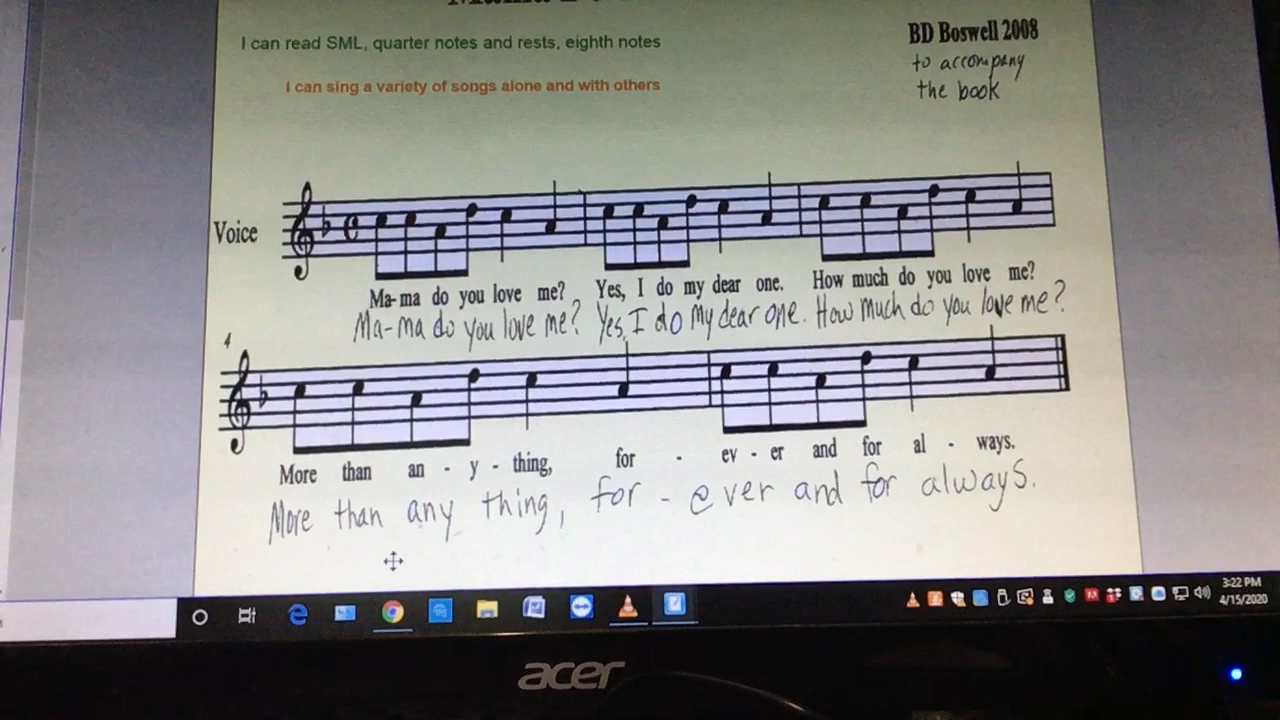 I can read SML, quarter notes and rests, eighth notes
BD Boswell 2008
to accompany
the book
I can sing a variety of songs alone and with others
Voice
Ma-ma do you love me? Yes, I do my dear one. How much do you love me?
Ma-ma do you love me? Yes, I do my dear one. How much do you love me?
4
More than an - y - thing, for - ev - er and for al - ways.
More than any thing, for - ever and for always.
3:22 PM
4/15/2020
acer